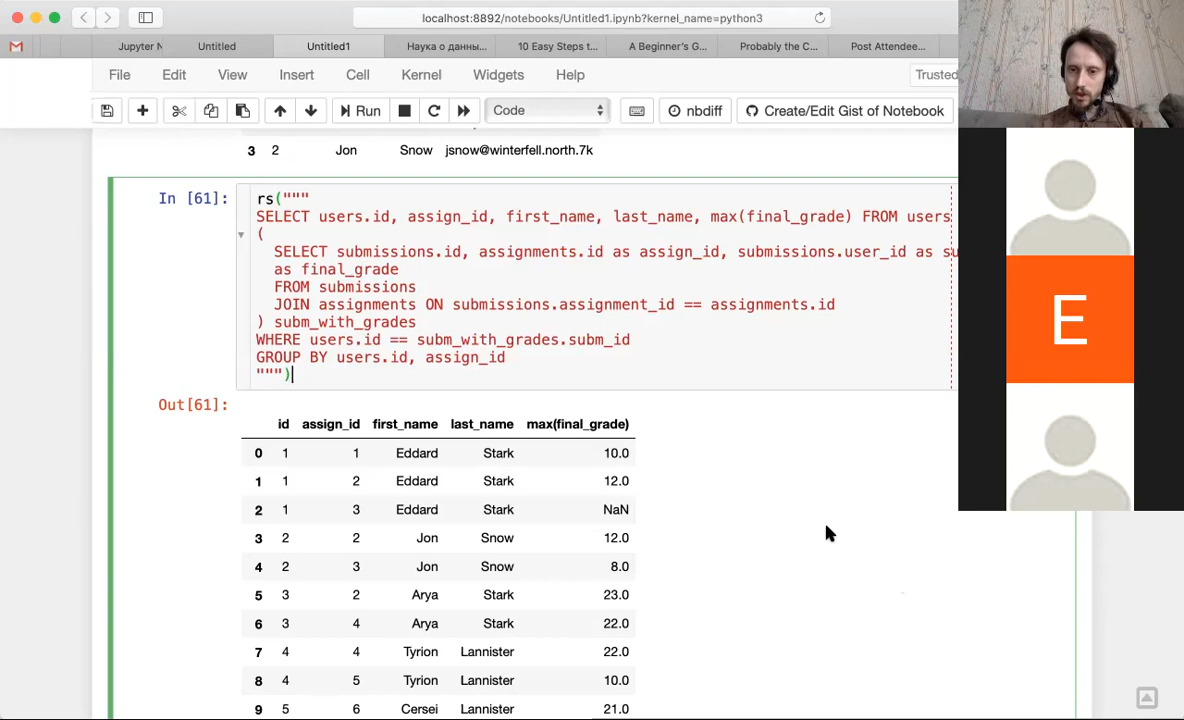 localhost:8892/notebooks/Untitled1.ipynb?kernel_name=python3
Jupyter N
Untitled
Untitled1
Наука о данны...
10 Easy Steps t...
A Beginner's G...
Probably the C...
Post Attendee...
File Edit View Insert Cell Kernel Widgets Help
Trusted
Run
Code
nbdiff
Create/Edit Gist of Notebook
3 2 Jon Snow jsnow@winterfell.north.7k
In [61]:
rs("""
SELECT users.id, assign_id, first_name, last_name, max(final_grade) FROM users
(
SELECT submissions.id, assignments.id as assign_id, submissions.user_id as su
as final_grade
FROM submissions
JOIN assignments ON submissions.assignment_id == assignments.id
) subm_with_grades
WHERE users.id == subm_with_grades.subm_id
GROUP BY users.id, assign_id
""")
Out[61]:
id assign_id first_name last_name max(final_grade)
0 1 1 Eddard Stark 10.0
1 1 2 Eddard Stark 12.0
2 1 3 Eddard Stark NaN
3 2 2 Jon Snow 12.0
4 2 3 Jon Snow 8.0
5 3 2 Arya Stark 23.0
6 3 4 Arya Stark 22.0
7 4 4 Tyrion Lannister 22.0
8 4 5 Tyrion Lannister 10.0
9 5 6 Cersei Lannister 21.0
E